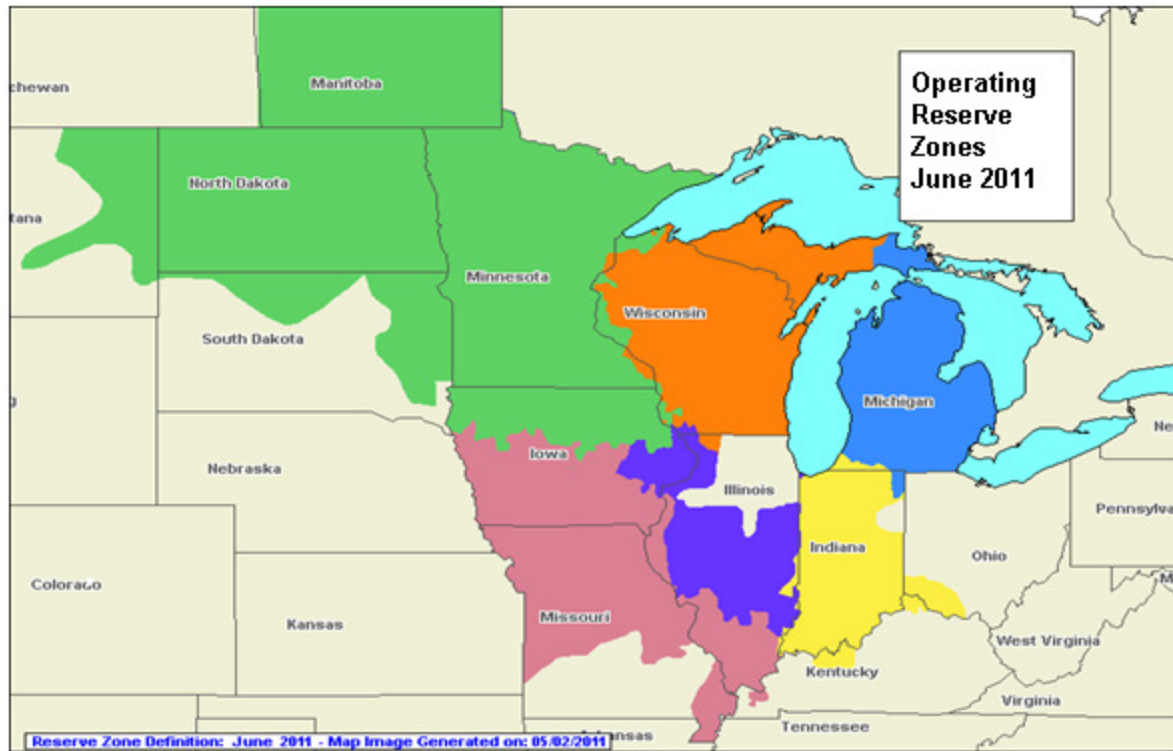 Manitoba
chewan
Operating
Reserve
Zones
June 2011
North Dakota
tana
Minnesota
Wisconsin
South Dakota
Michigan
Ne
Iowa
Nebraska
Illinois
Pennsylva
Indiana
Ohio
Colorado
M
Missouri
Kansas
West Virginia
Kentucky
Virginia
Tennessee
ansas
Reserve Zone Definition: June 2011 - Map Image Generated on: 05/02/2011